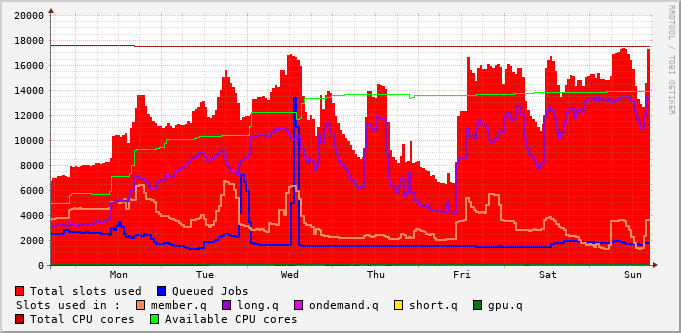 20000
18000
16000
14000
12000
10000
8000
6000
4000
2000
0
Mon Tue Wed Thu Fri Sat Sun
RRDTOOL / TOBI OETIKER
Total slots used Queued Jobs
Slots used in : member.q long.q ondemand.q short.q gpu.q
Total CPU cores Available CPU cores